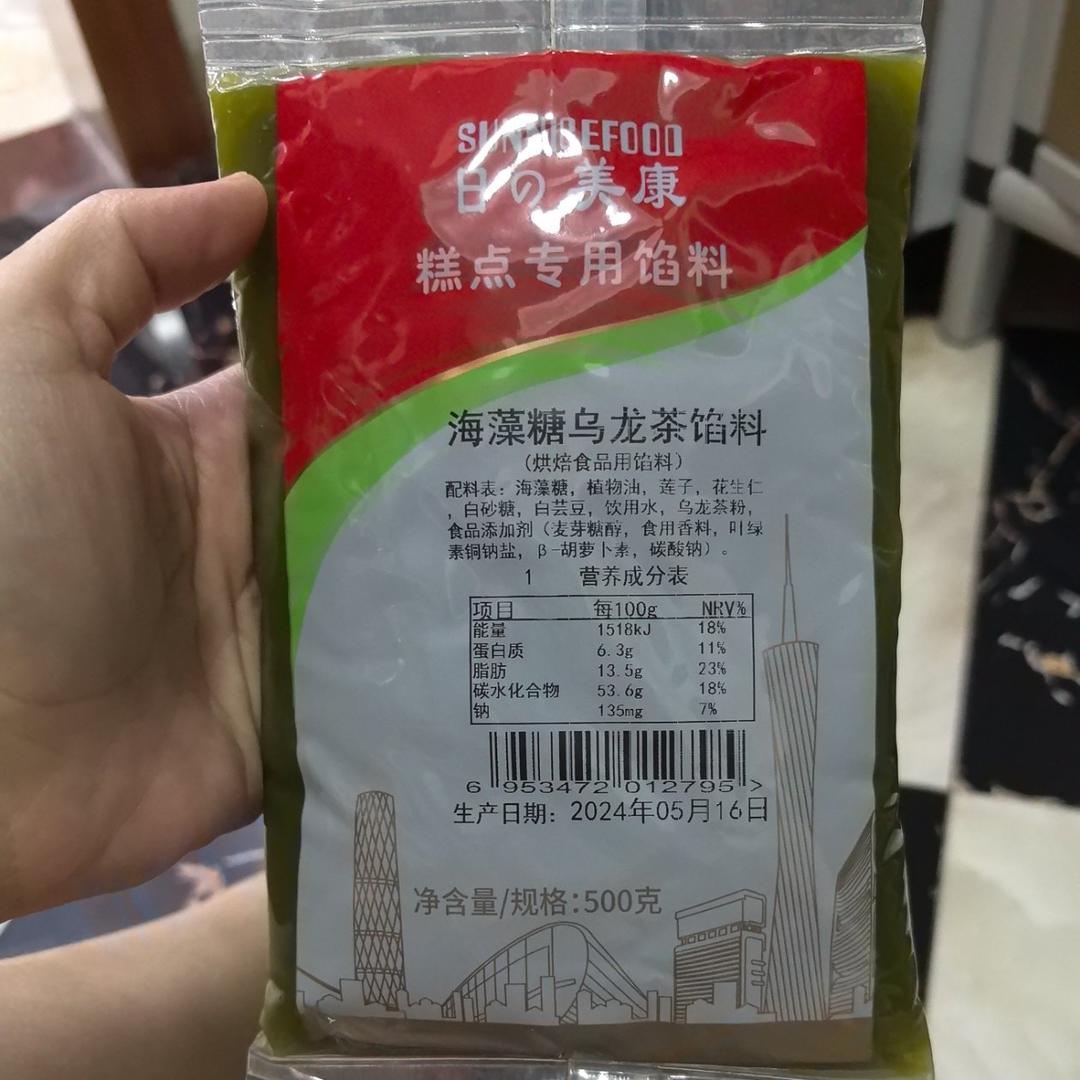 SUNRISEFOOD
日の美康
糕点专用馅料
海藻糖乌龙茶馅料
（烘焙食品用馅料）
配料表：海藻糖，植物油，莲子，花生仁
，白砂糖，白芸豆，饮用水，乌龙茶粉，
食品添加剂（麦芽糖醇，食用香料，叶绿
素铜钠盐，β-胡萝卜素，碳酸钠）。
1 营养成分表
项目 每100g NRV%
能量 1518kJ 18%
蛋白质 6.3g 11%
脂肪 13.5g 23%
碳水化合物 53.6g 18%
钠 135mg 7%
6 953472 012795 >
生产日期：2024年05月16日
净含量/规格：500克